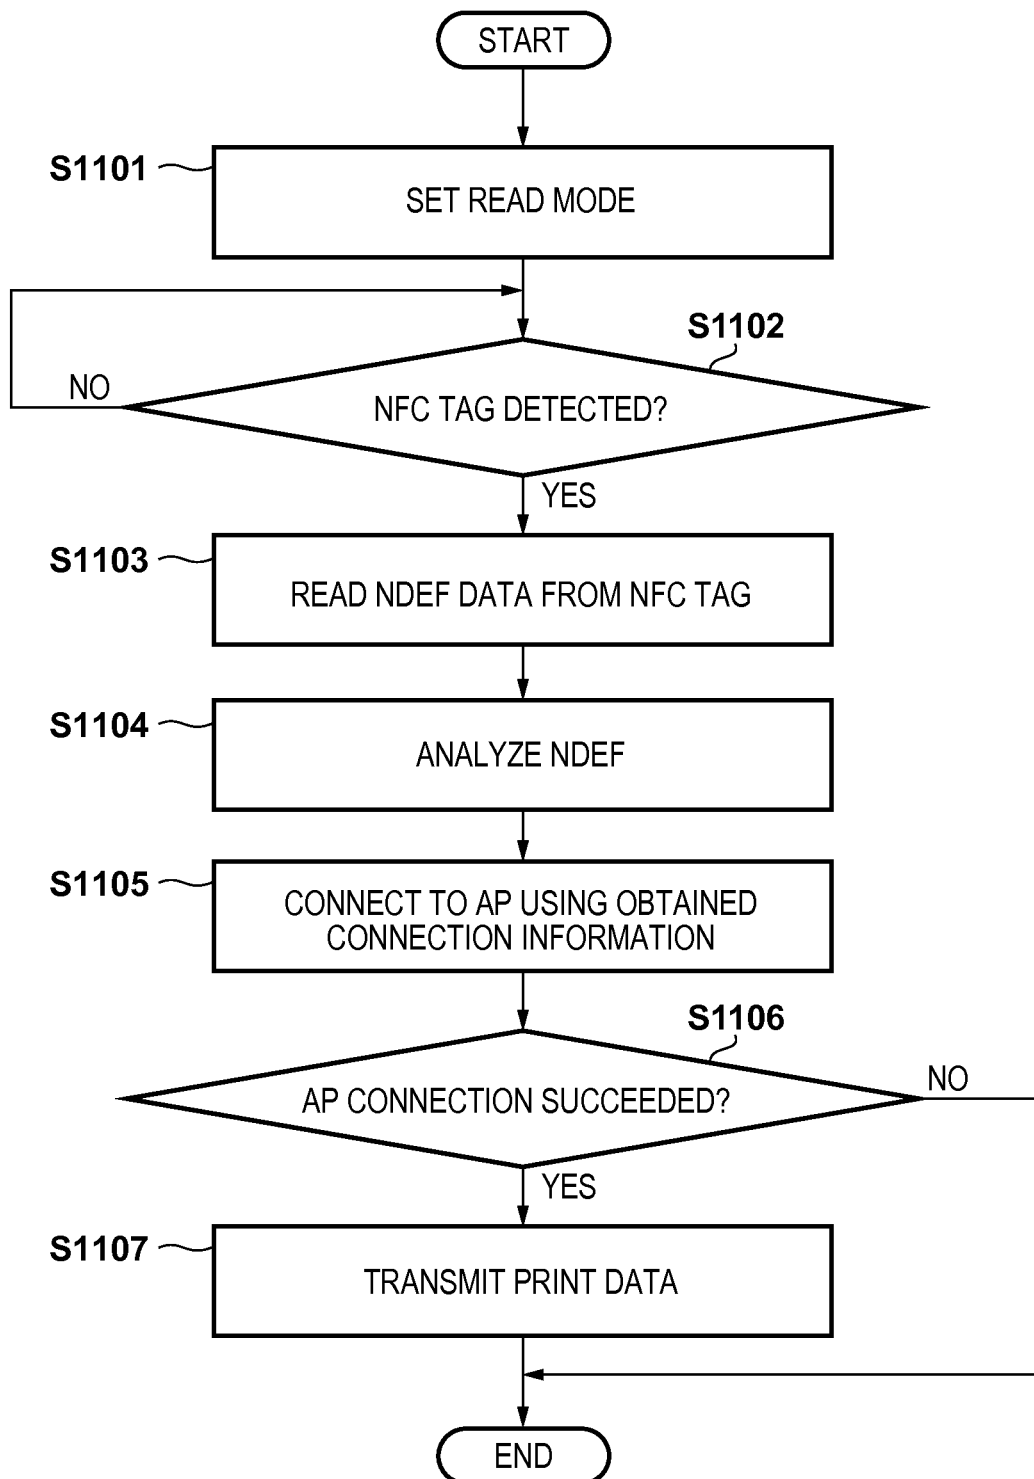 START
S1101
SET READ MODE
S1102
NO
NFC TAG DETECTED?
YES
S1103
READ NDEF DATA FROM NFC TAG
S1104
ANALYZE NDEF
S1105
CONNECT TO AP USING OBTAINED
CONNECTION INFORMATION
S1106
AP CONNECTION SUCCEEDED?
NO
YES
S1107
TRANSMIT PRINT DATA
END